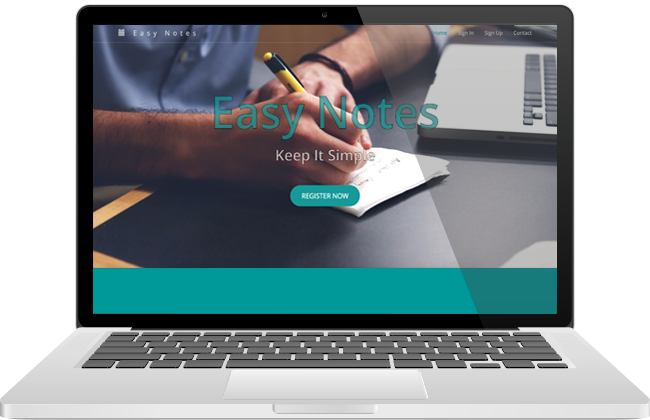 Easy Notes
Home Sign In Sign Up Contact
Easy Notes
Keep It Simple
REGISTER NOW